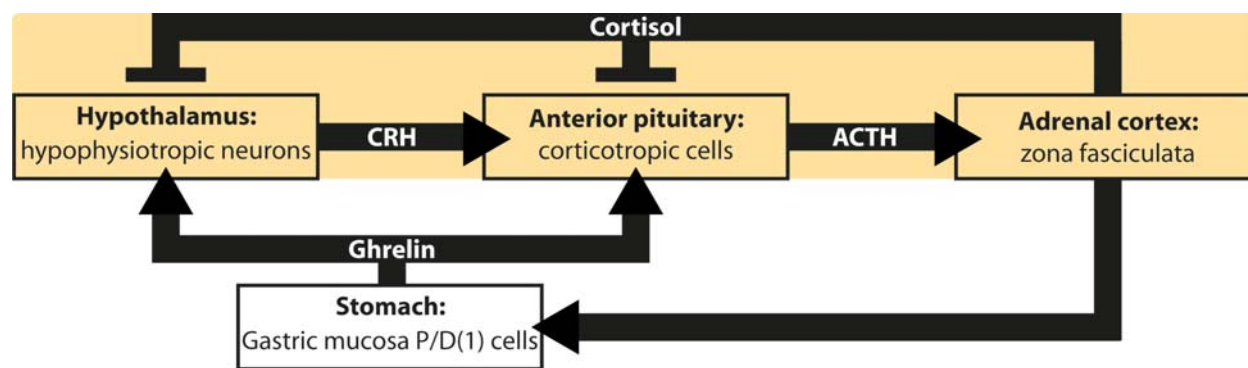 Cortisol
Hypothalamus:
hypophysiotropic neurons
CRH
Anterior pituitary:
corticotropic cells
ACTH
Adrenal cortex:
zona fasciculata
Ghrelin
Stomach:
Gastric mucosa P/D(1) cells